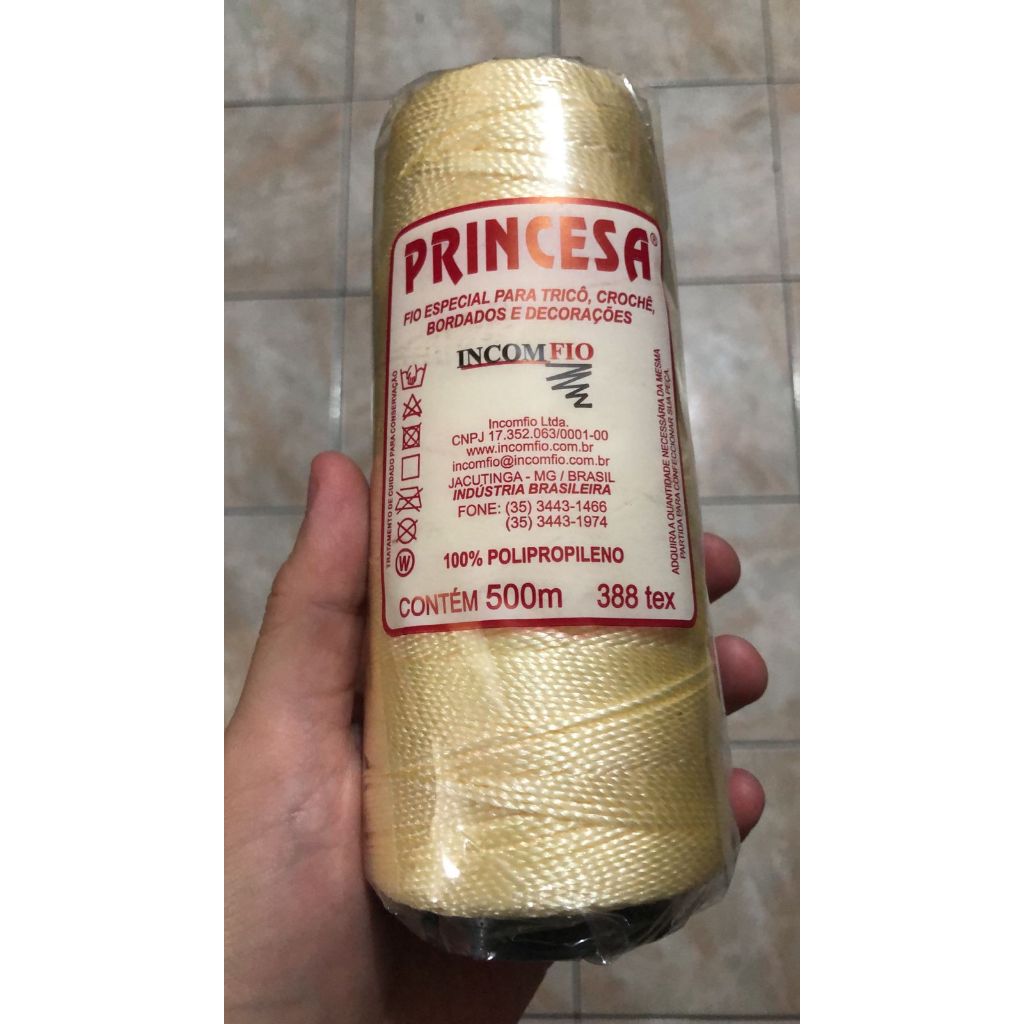 PRINCESA®
FIO ESPECIAL PARA TRICÔ, CROCHÊ,
BORDADOS E DECORAÇÕES
INCOMFIO
Incomfio Ltda.
CNPJ 17.352.063/0001-00
www.incomfio.com.br
incomfio@incomfio.com.br
JACUTINGA - MG / BRASIL
INDÚSTRIA BRASILEIRA
FONE: (35) 3443-1466
(35) 3443-1974
100% POLIPROPILENO
CONTÉM 500m 388 tex
TRATAMENTO DE CUIDADO PARA CONSERVAÇÃO
W
ADQUIRA A QUANTIDADE NECESSÁRIA DA MESMA
PARTIDA PARA CONFECCIONAR SUA PEÇA.